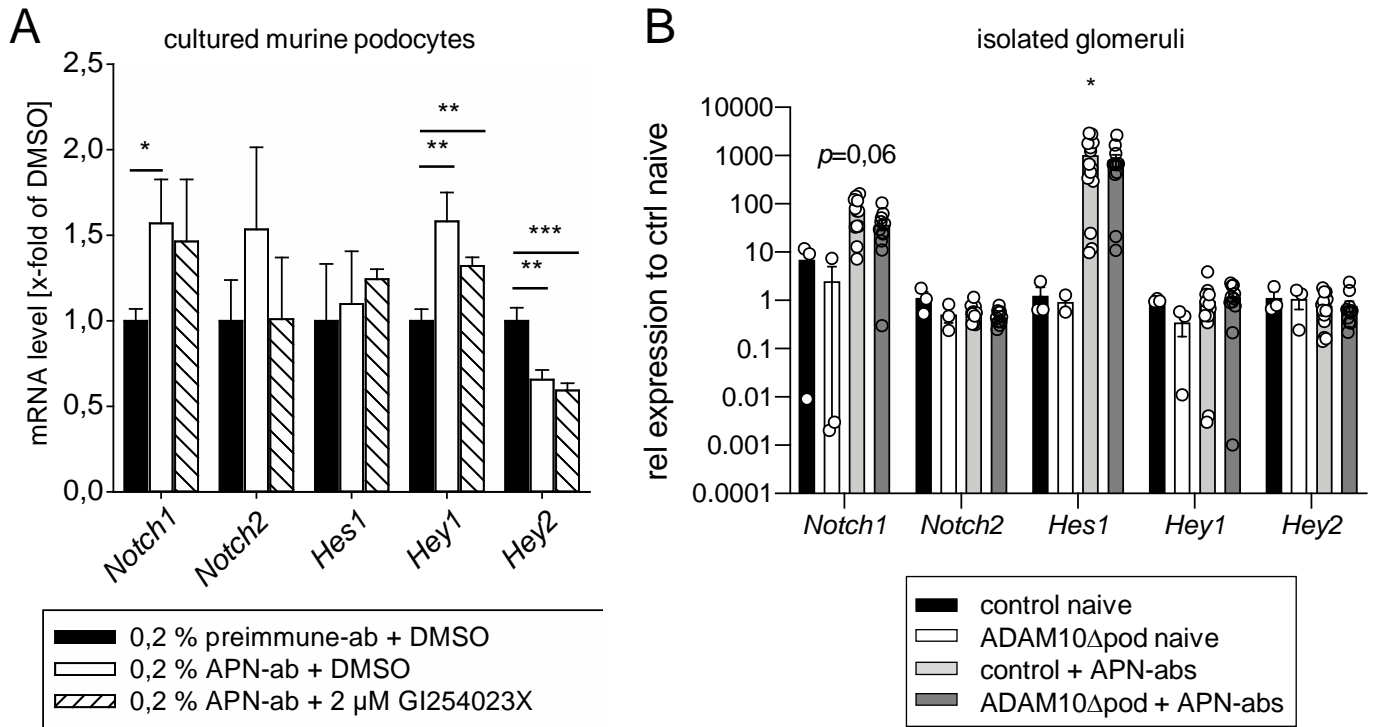 A
cultured murine podocytes
mRNA level [x-fold of DMSO]
2,5
2,0
1,5
1,0
0,5
0,0
*
**
**
***
**
Notch1
Notch2
Hes1
Hey1
Hey2
0,2 % preimmune-ab + DMSO
0,2 % APN-ab + DMSO
0,2 % APN-ab + 2 µM GI254023X
B
isolated glomeruli
rel expression to ctrl naive
10000
1000
100
10
1
0.1
0.01
0.001
0.0001
p=0,06
*
Notch1
Notch2
Hes1
Hey1
Hey2
control naive
ADAM10Δpod naive
control + APN-abs
ADAM10Δpod + APN-abs